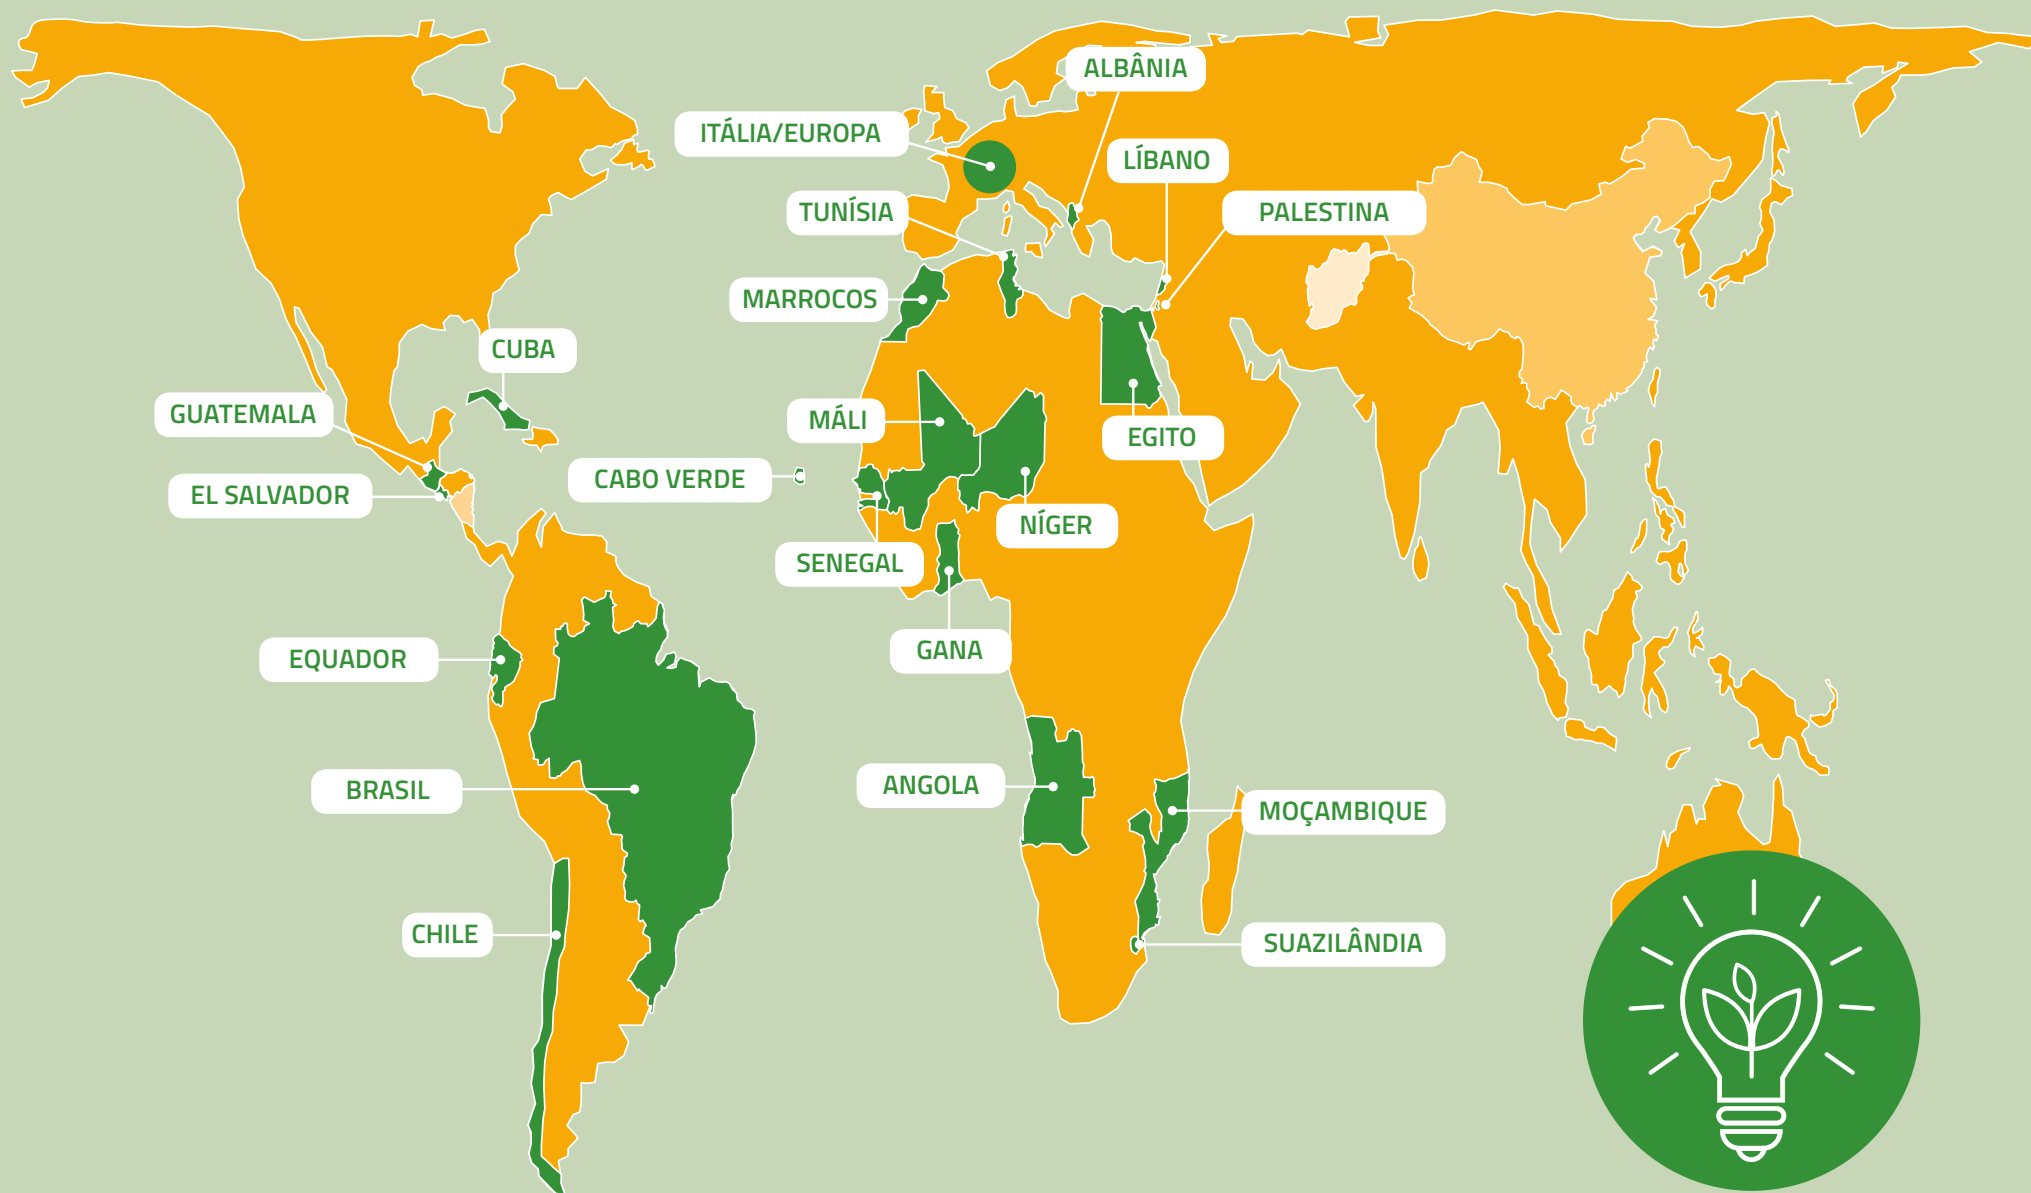 ALBÂNIA
ITÁLIA/EUROPA
LÍBANO
TUNÍSIA
PALESTINA
MARROCOS
CUBA
GUATEMALA
MÁLI
EGITO
CABO VERDE
EL SALVADOR
NÍGER
SENEGAL
GANA
EQUADOR
ANGOLA
BRASIL
MOÇAMBIQUE
CHILE
SUAZILÂNDIA